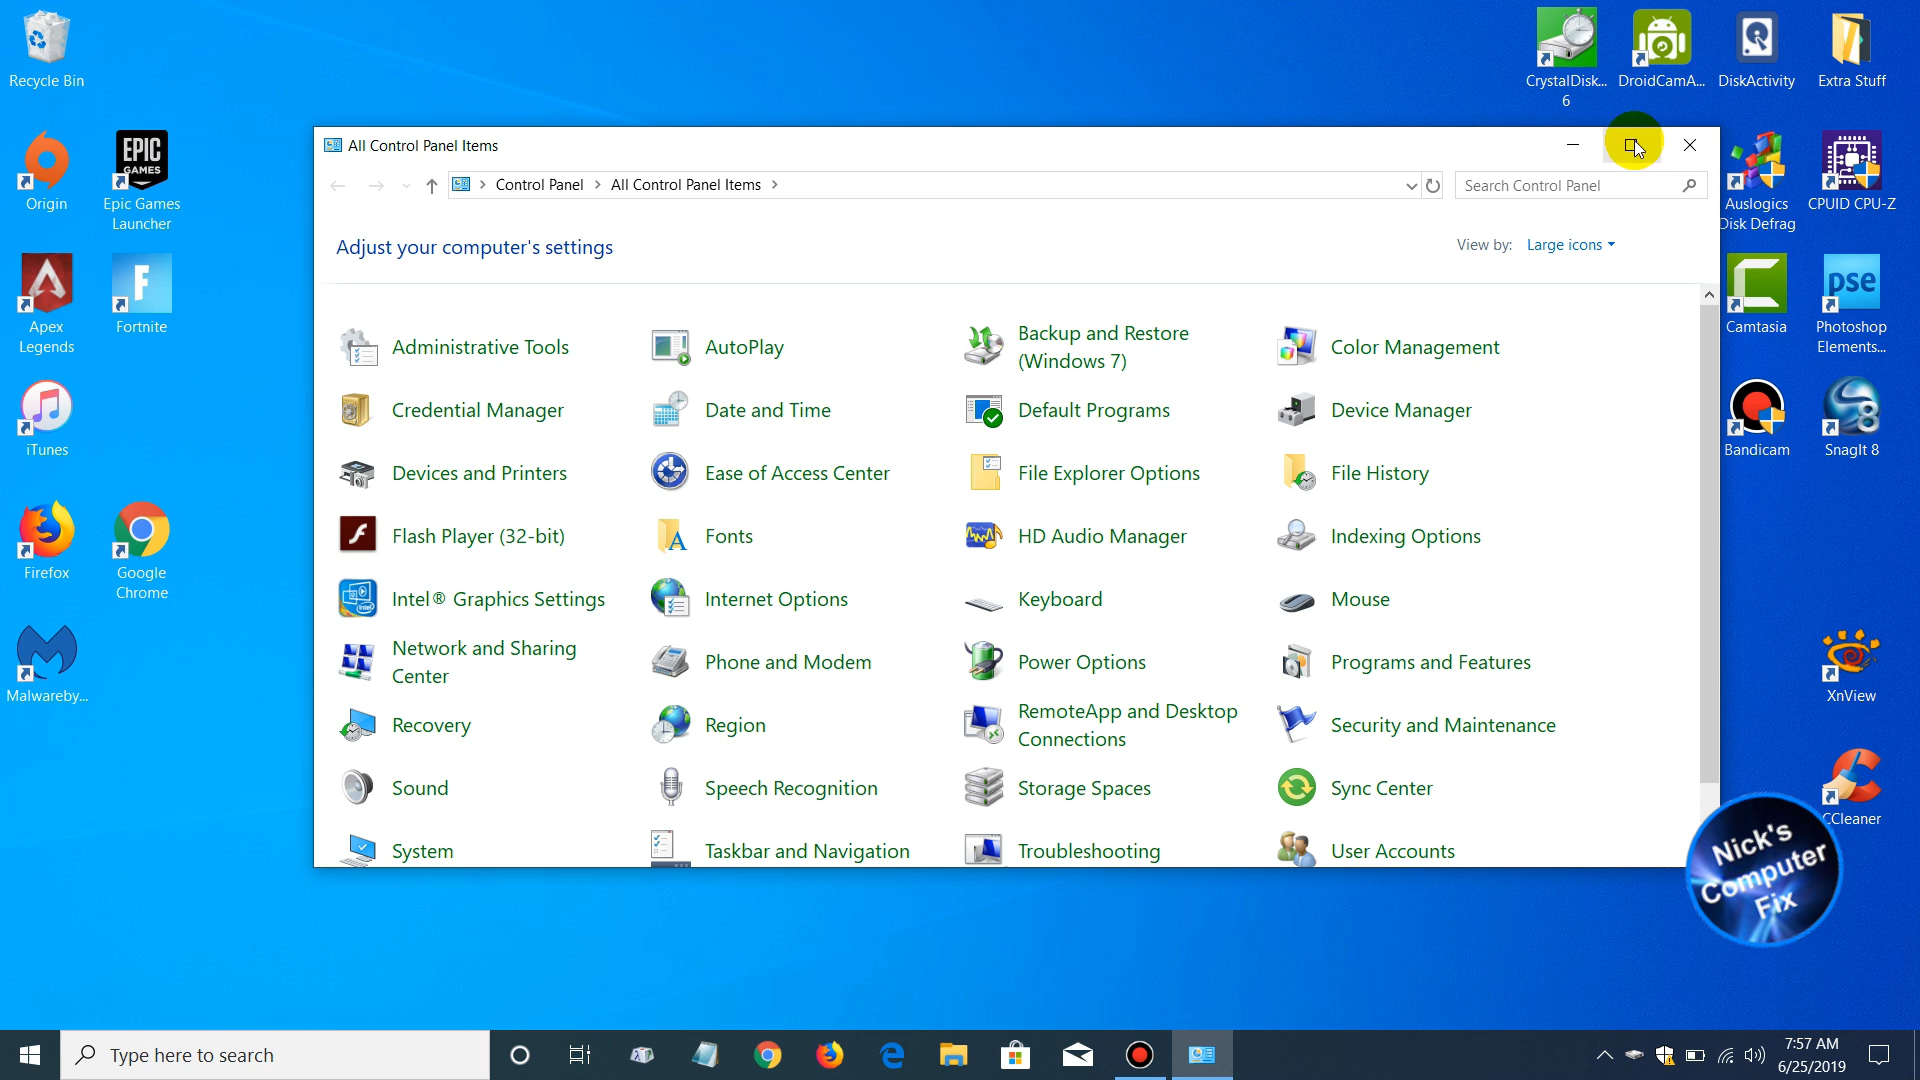 Recycle Bin
CrystalDisk...
6
DroidCamA...
DiskActivity
Extra Stuff
Origin
EPIC
GAMES
Epic Games
Launcher
Auslogics
Disk Defrag
CPUID CPU-Z
Apex
Legends
F
Fortnite
Camtasia
pse
Photoshop
Elements...
iTunes
Bandicam
8
SnagIt 8
Firefox
Google
Chrome
Malwareby...
XnView
CCleaner
All Control Panel Items
Control Panel
All Control Panel Items
Search Control Panel
Adjust your computer's settings
View by: Large icons
Administrative Tools
AutoPlay
Backup and Restore
(Windows 7)
Color Management
Credential Manager
Date and Time
Default Programs
Device Manager
Devices and Printers
Ease of Access Center
File Explorer Options
File History
Flash Player (32-bit)
Fonts
HD Audio Manager
Indexing Options
Intel® Graphics Settings
Internet Options
Keyboard
Mouse
Network and Sharing
Center
Phone and Modem
Power Options
Programs and Features
Recovery
Region
RemoteApp and Desktop
Connections
Security and Maintenance
Sound
Speech Recognition
Storage Spaces
Sync Center
System
Taskbar and Navigation
Troubleshooting
User Accounts
Nick's
Computer
Fix
Type here to search
7:57 AM
6/25/2019